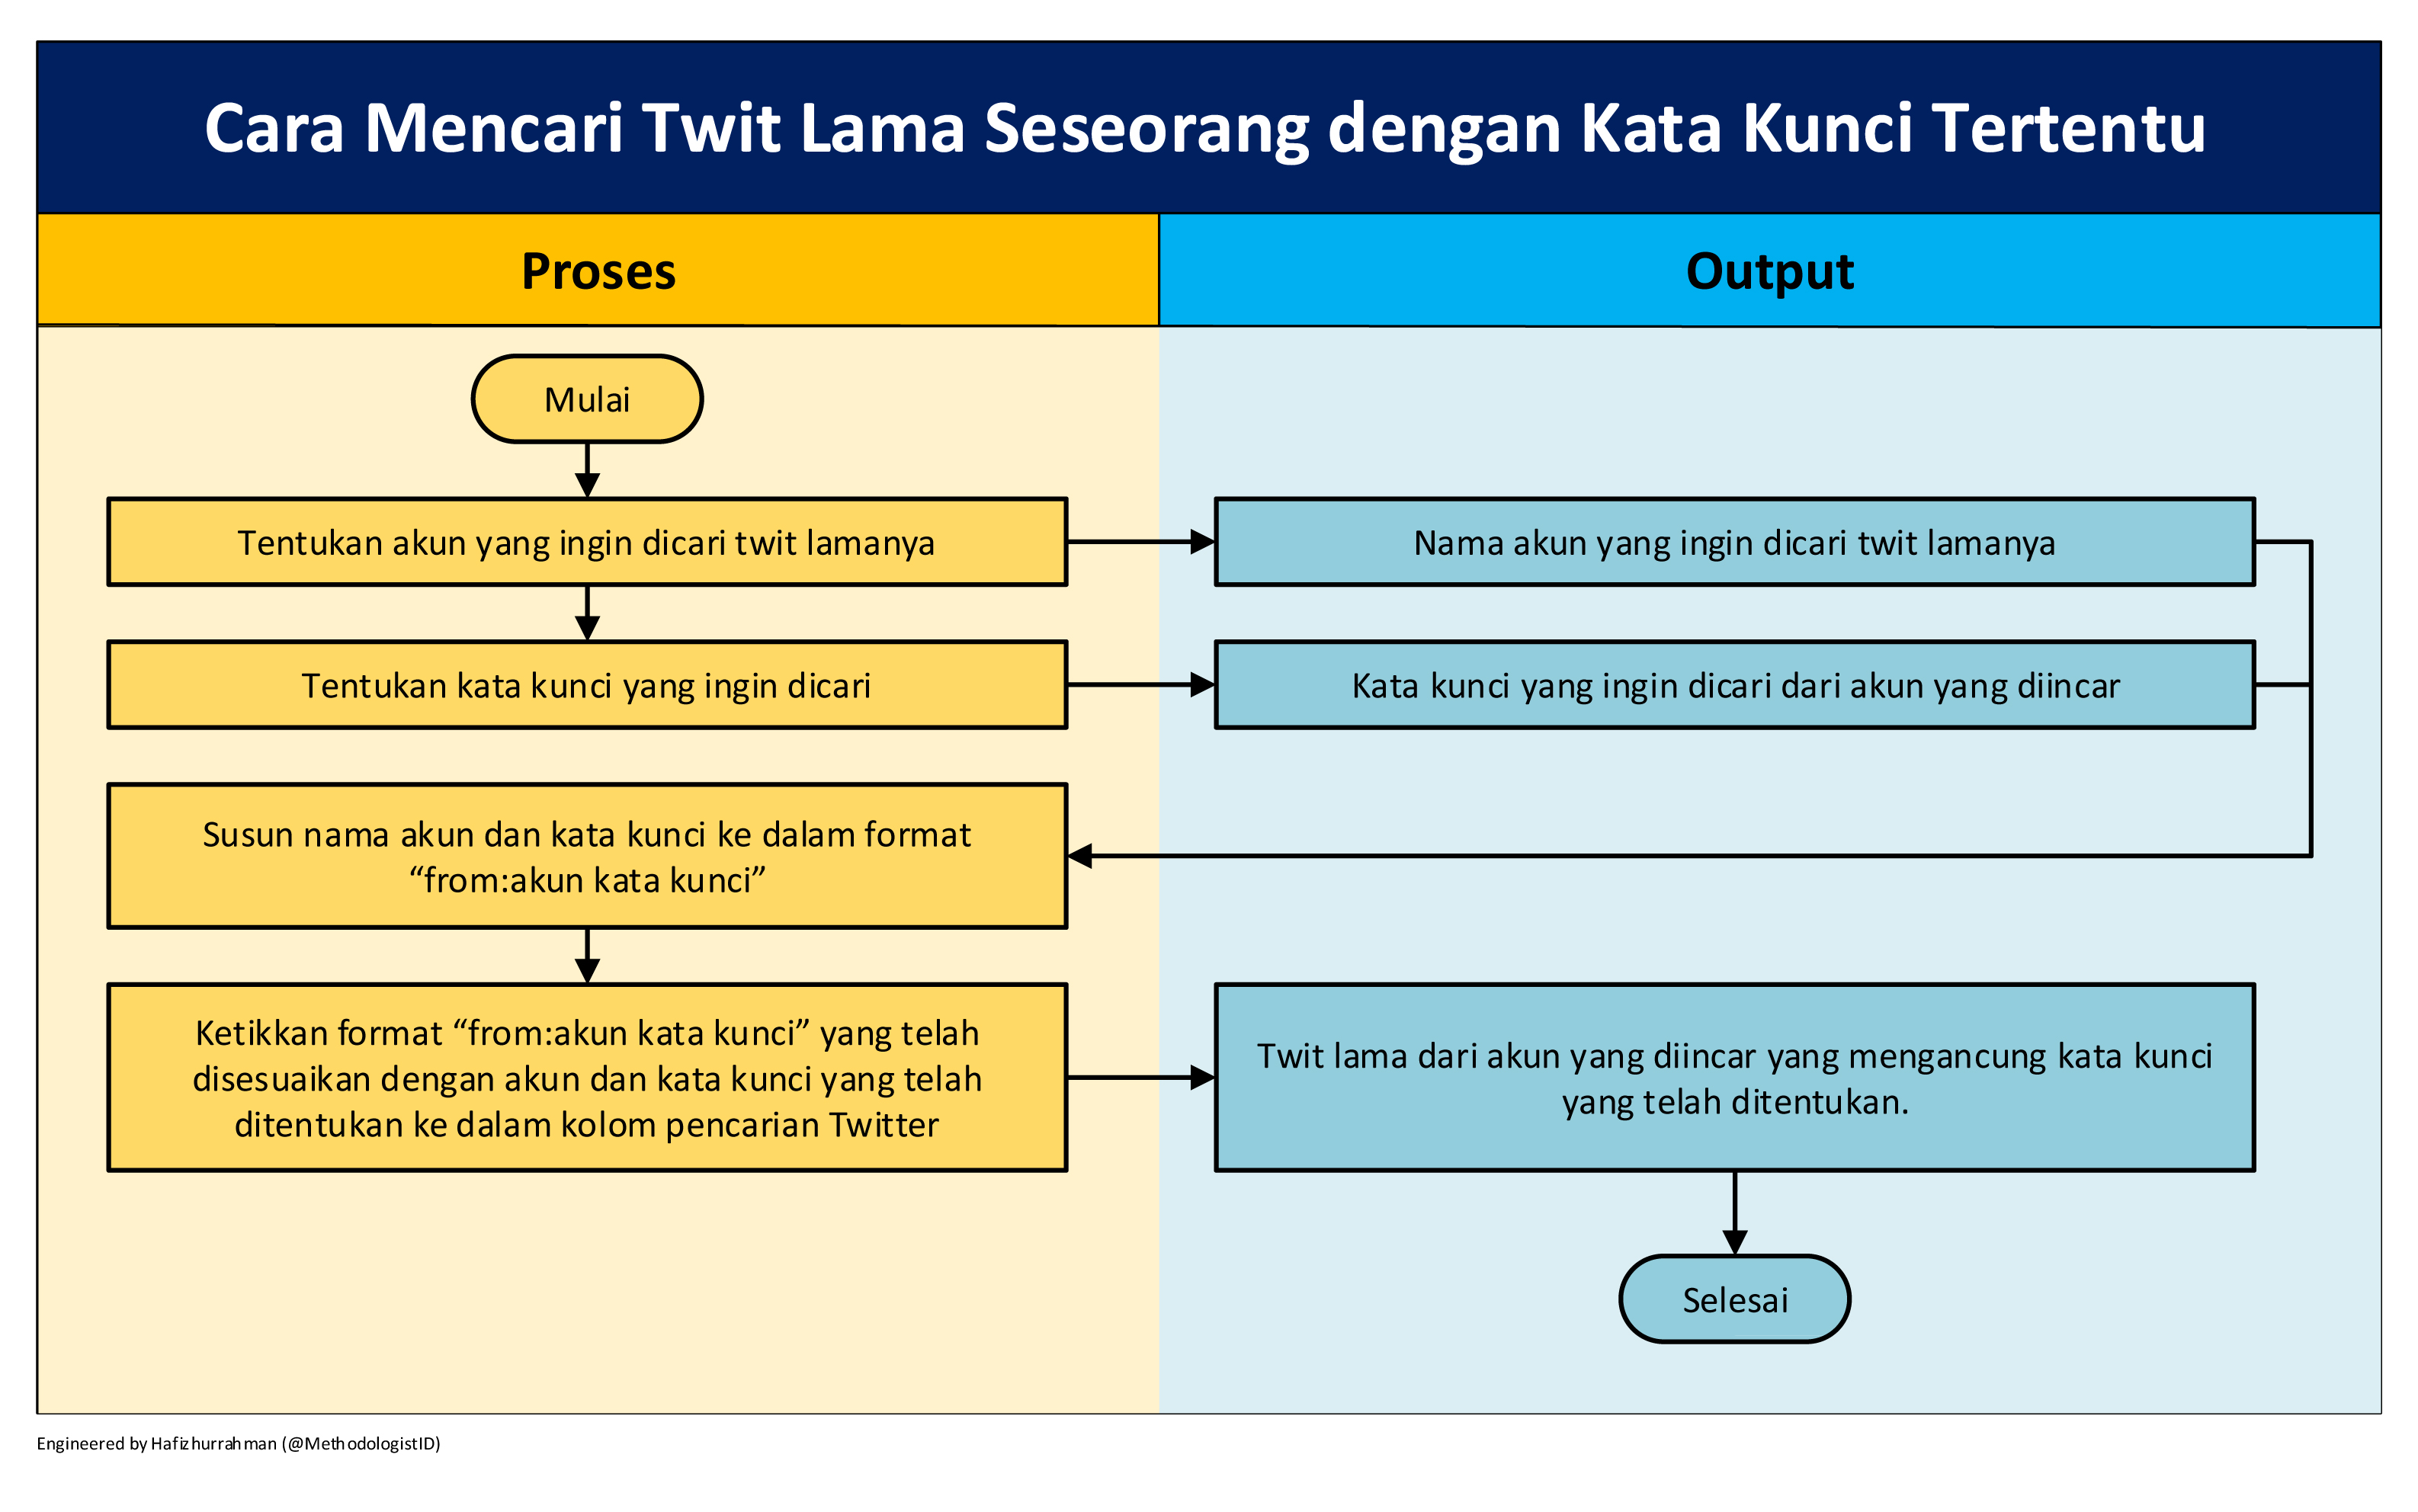 Cara Mencari Twit Lama Seseorang dengan Kata Kunci Tertentu
Proses
Output
Mulai
Tentukan akun yang ingin dicari twit lamanya
Nama akun yang ingin dicari twit lamanya
Tentukan kata kunci yang ingin dicari
Kata kunci yang ingin dicari dari akun yang diincar
Susun nama akun dan kata kunci ke dalam format
“from:akun kata kunci”
Ketikkan format “from:akun kata kunci” yang telah
disesuaikan dengan akun dan kata kunci yang telah
ditentukan ke dalam kolom pencarian Twitter
Twit lama dari akun yang diincar yang mengancung kata kunci
yang telah ditentukan.
Selesai
Engineered by Hafizhurrahman (@MethodologistID)